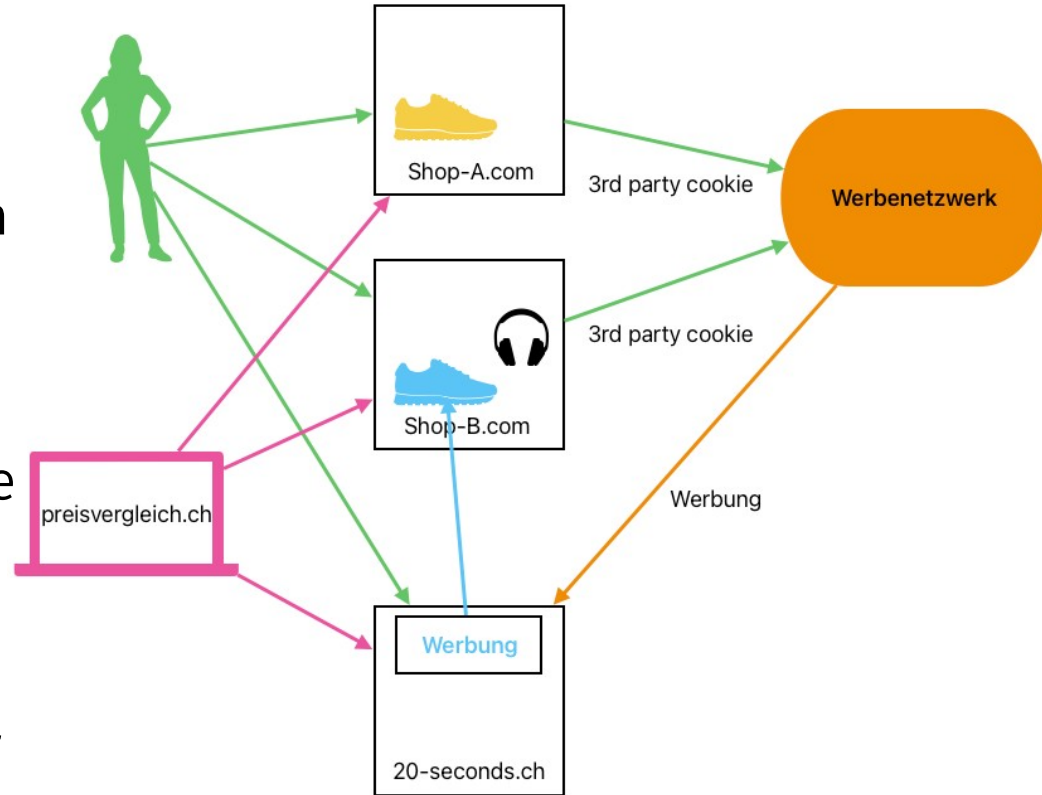 Shop-A.com
3rd party cookie
Werbenetzwerk
3rd party cookie
Shop-B.com
preisvergleich.ch
Werbung
Werbung
20-seconds.ch